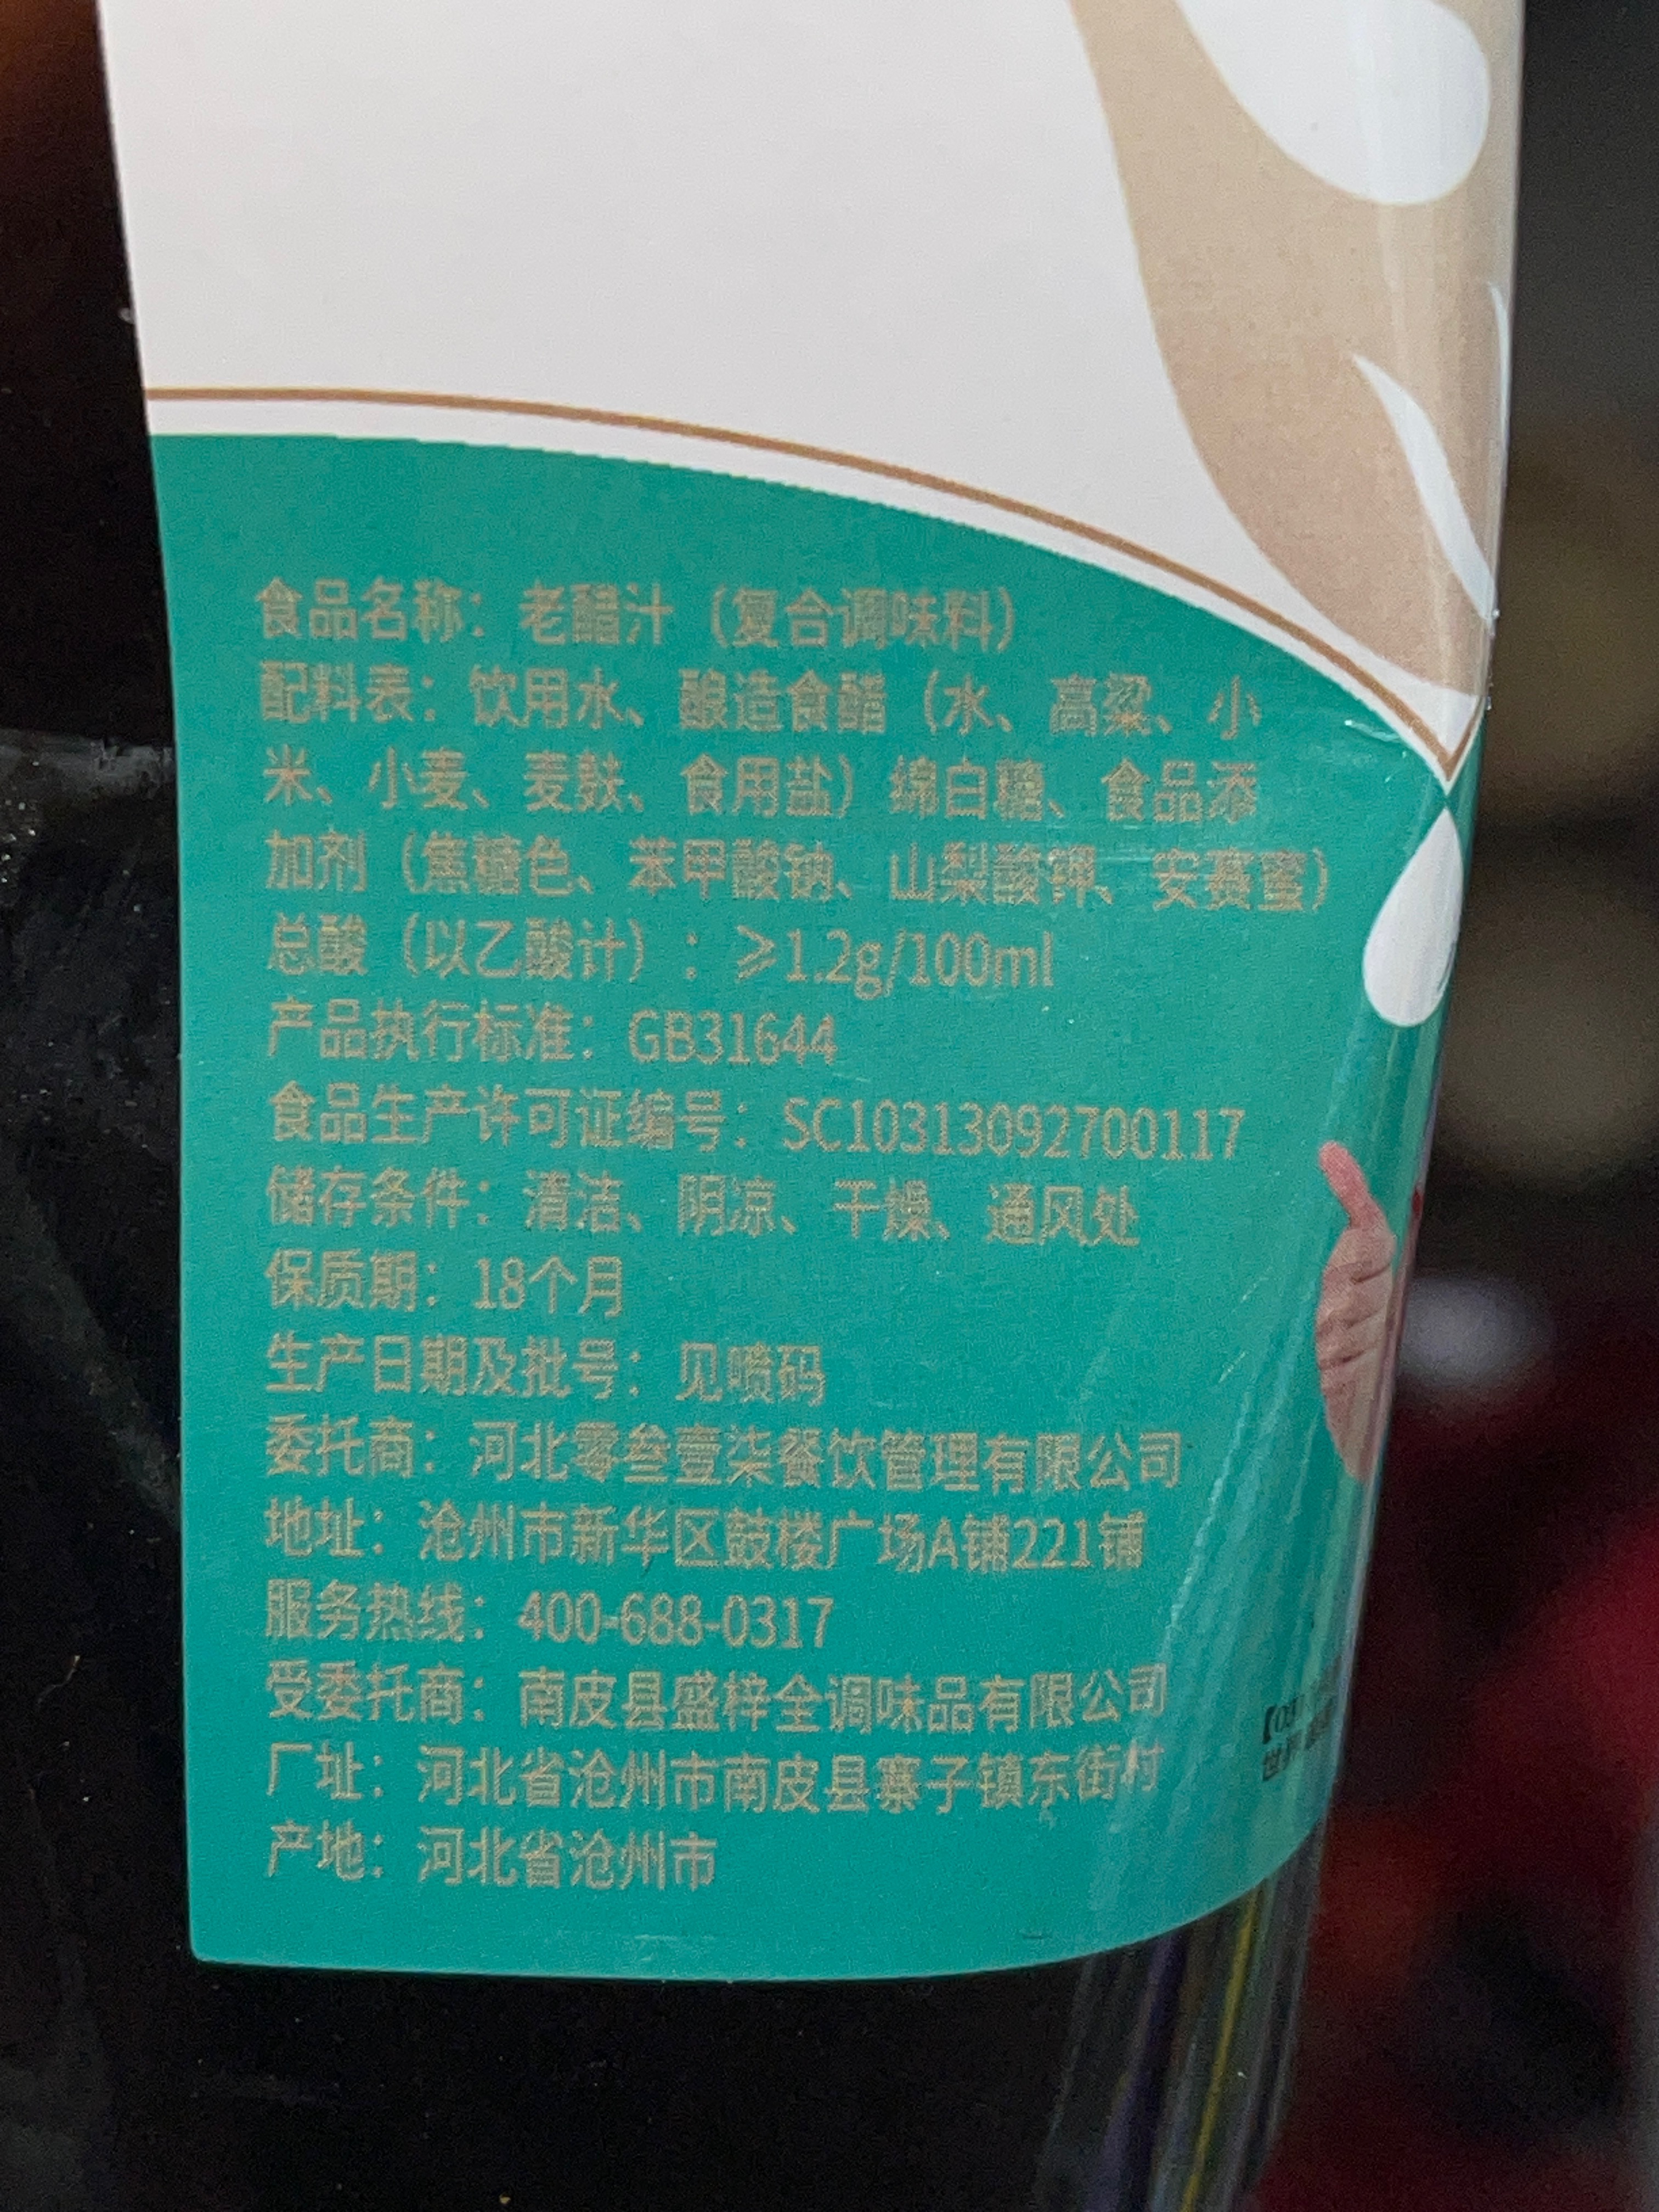 食品名称：老醋汁（复合调味料）
配料表：饮用水、酿造食醋（水、高粱、小
米、小麦、麦麸、食用盐）绵白糖、食品添
加剂（焦糖色、苯甲酸钠、山梨酸钾、安赛蜜）
总酸（以乙酸计）：≥1.2g/100ml
产品执行标准：GB31644
食品生产许可证编号：SC10313092700117
储存条件：清洁、阴凉、干燥、通风处
保质期：18个月
生产日期及批号：见喷码
委托商：河北零叁壹柒餐饮管理有限公司
地址：沧州市新华区鼓楼广场A铺221铺
服务热线：400-688-0317
受委托商：南皮县盛梓全调味品有限公司
厂址：河北省沧州市南皮县寨子镇东街村
产地：河北省沧州市